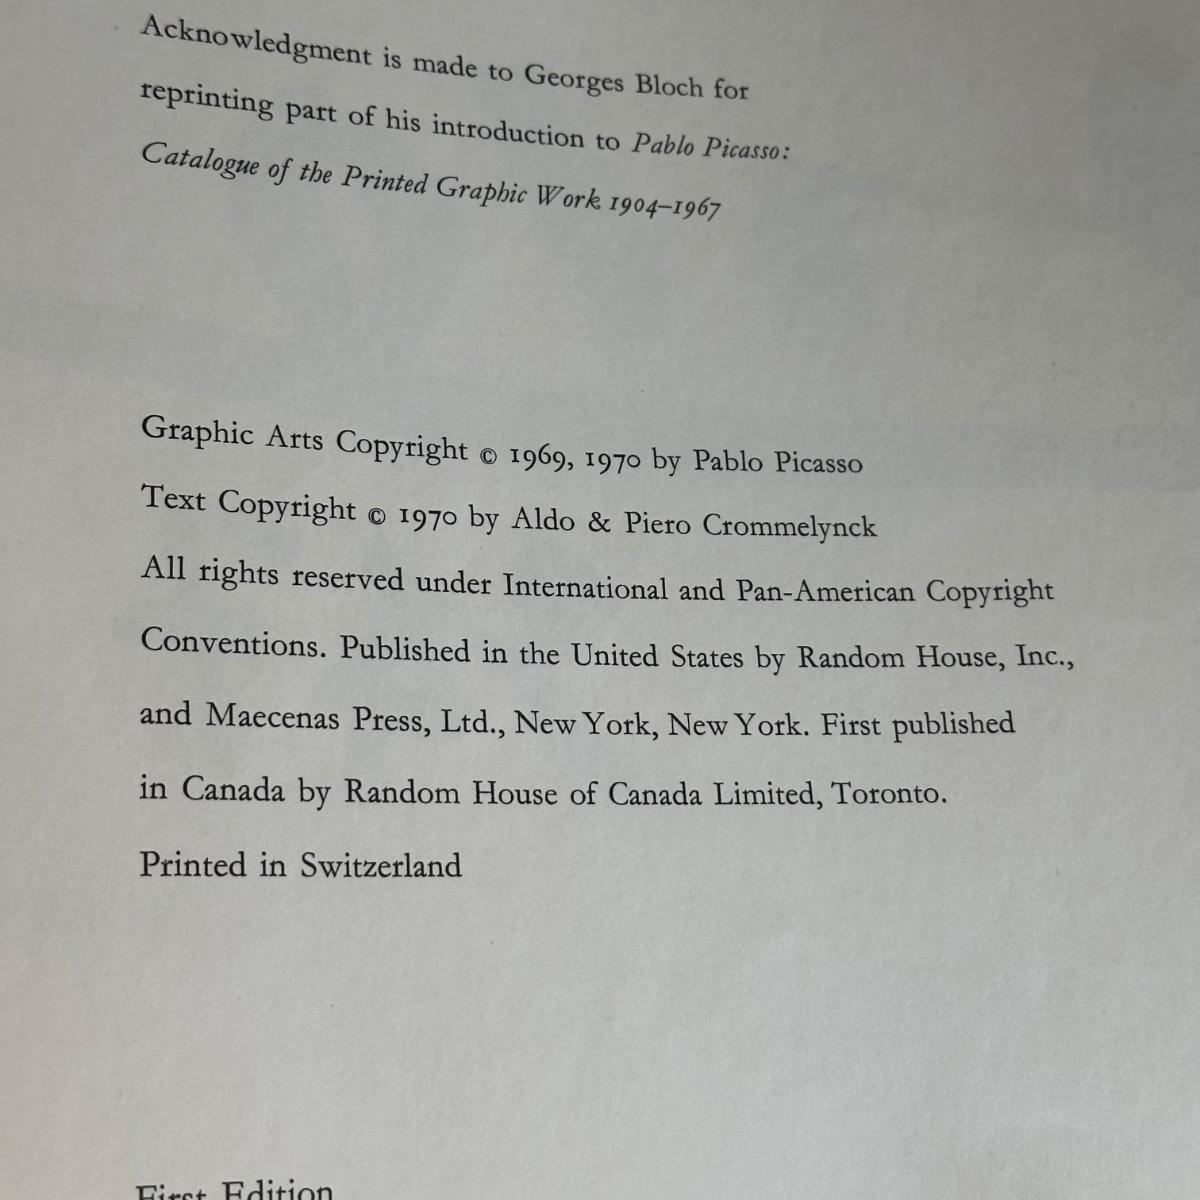 Acknowledgment is made to Georges Bloch for
reprinting part of his introduction to Pablo Picasso:
Catalogue of the Printed Graphic Work 1904–1967
Graphic Arts Copyright © 1969, 1970 by Pablo Picasso
Text Copyright © 1970 by Aldo & Piero Crommelynck
All rights reserved under International and Pan-American Copyright
Conventions. Published in the United States by Random House, Inc.,
and Maecenas Press, Ltd., New York, New York. First published
in Canada by Random House of Canada Limited, Toronto.
Printed in Switzerland
First Edition